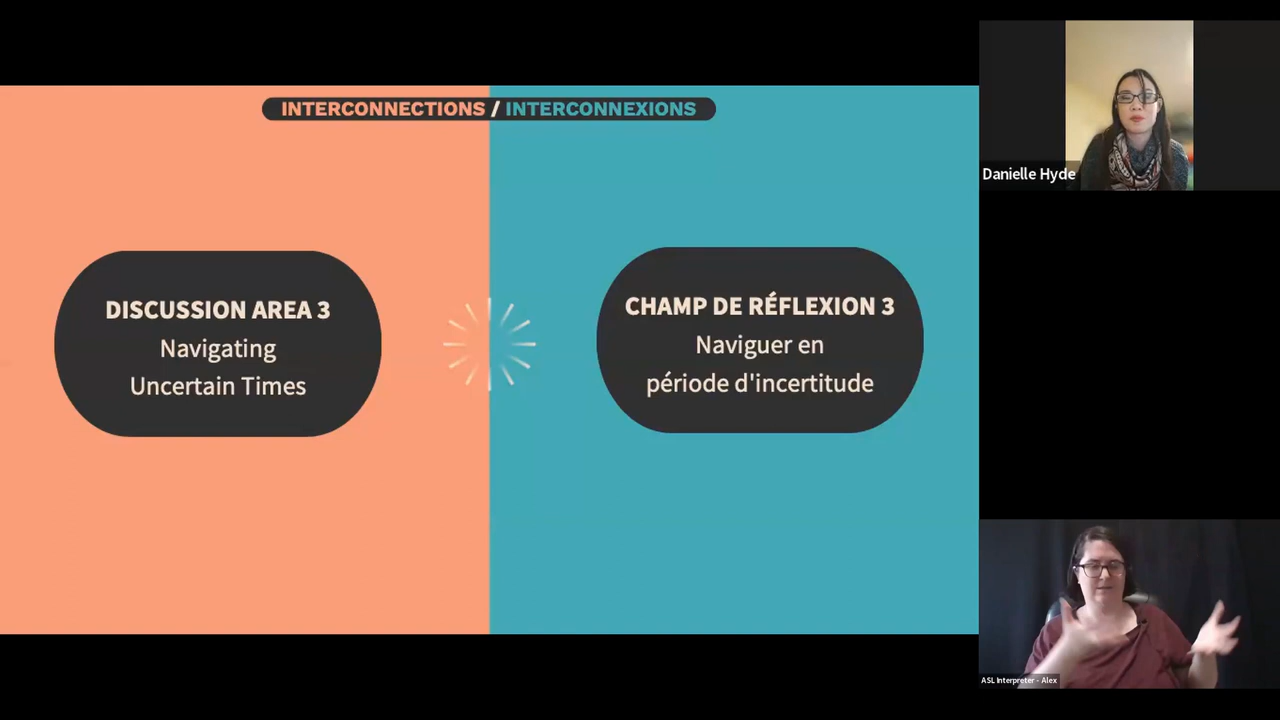 INTERCONNECTIONS / INTERCONNEXIONS
DISCUSSION AREA 3
Navigating
Uncertain Times
CHAMP DE RÉFLEXION 3
Naviguer en
période d'incertitude
Danielle Hyde
ASL Interpreter - Alex